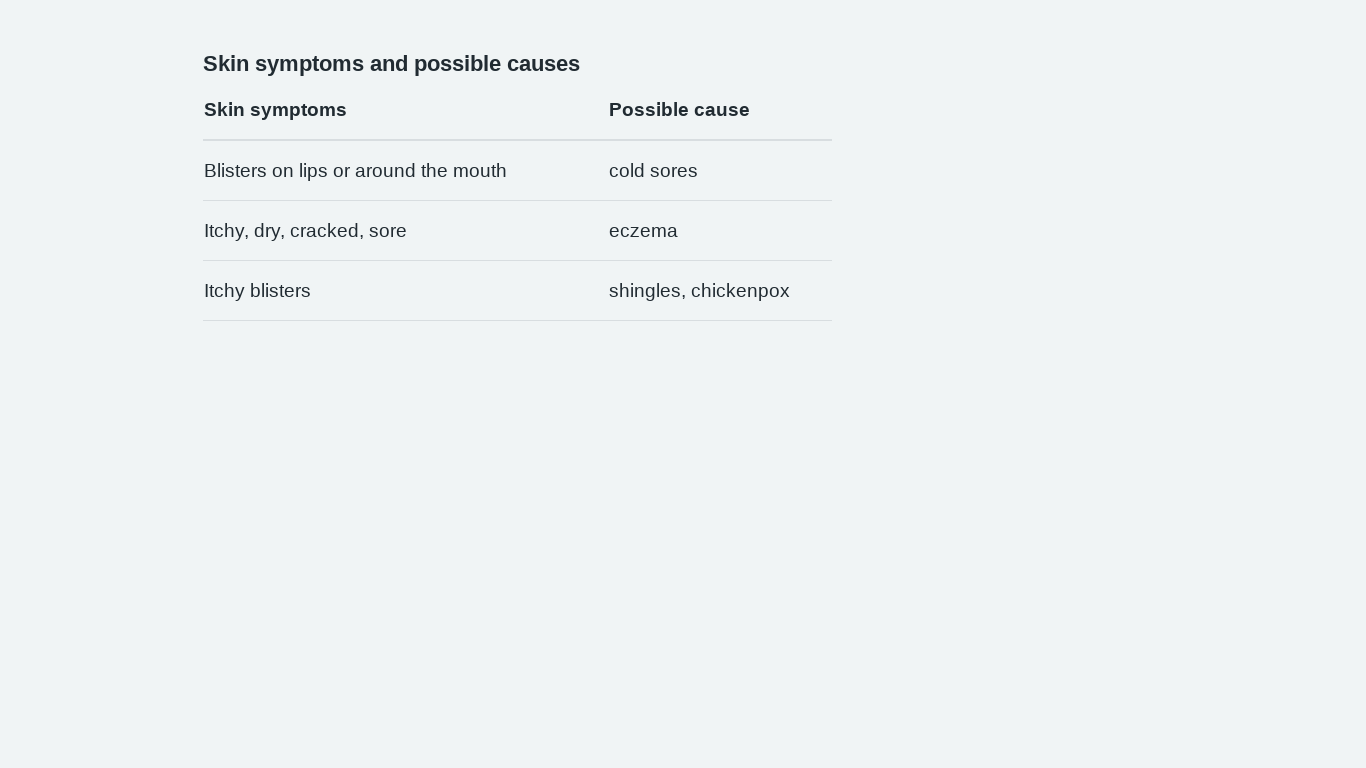 Skin symptoms and possible causes
Skin symptoms Possible cause
Blisters on lips or around the mouth cold sores
Itchy, dry, cracked, sore eczema
Itchy blisters shingles, chickenpox